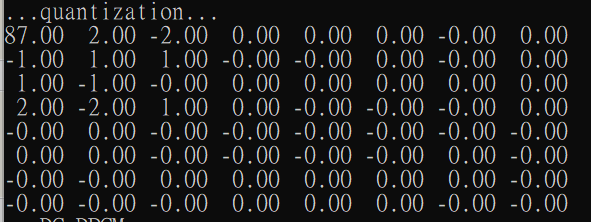 ...quantization...
87.00 2.00 -2.00 0.00 0.00 0.00 -0.00 0.00
-1.00 1.00 1.00 -0.00 -0.00 0.00 0.00 0.00
1.00 -1.00 -0.00 0.00 0.00 0.00 -0.00 0.00
2.00 -2.00 1.00 0.00 -0.00 -0.00 0.00 -0.00
-0.00 0.00 -0.00 -0.00 0.00 -0.00 0.00 -0.00
0.00 0.00 -0.00 -0.00 -0.00 -0.00 0.00 -0.00
-0.00 -0.00 -0.00 0.00 0.00 0.00 -0.00 -0.00
-0.00 -0.00 -0.00 0.00 -0.00 0.00 -0.00 0.00